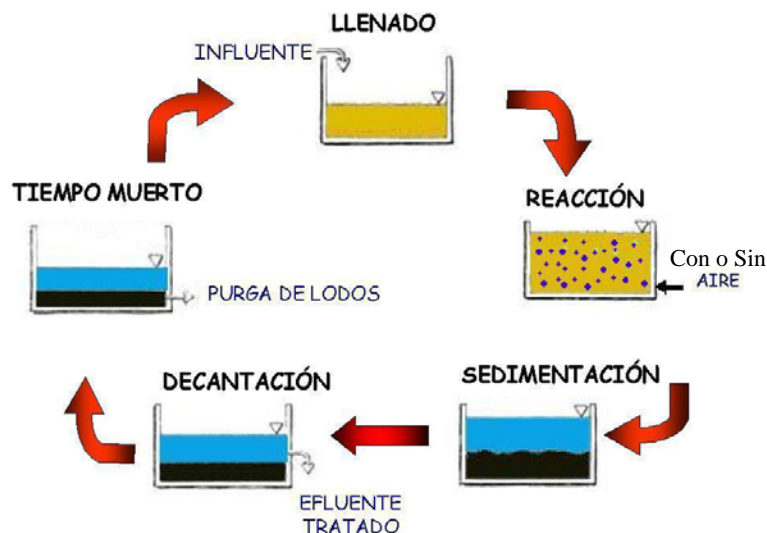 LLENADO
INFLUENTE
REACCIÓN
Con o Sin
AIRE
SEDIMENTACIÓN
DECANTACIÓN
EFLUENTE
TRATADO
TIEMPO MUERTO
PURGA DE LODOS